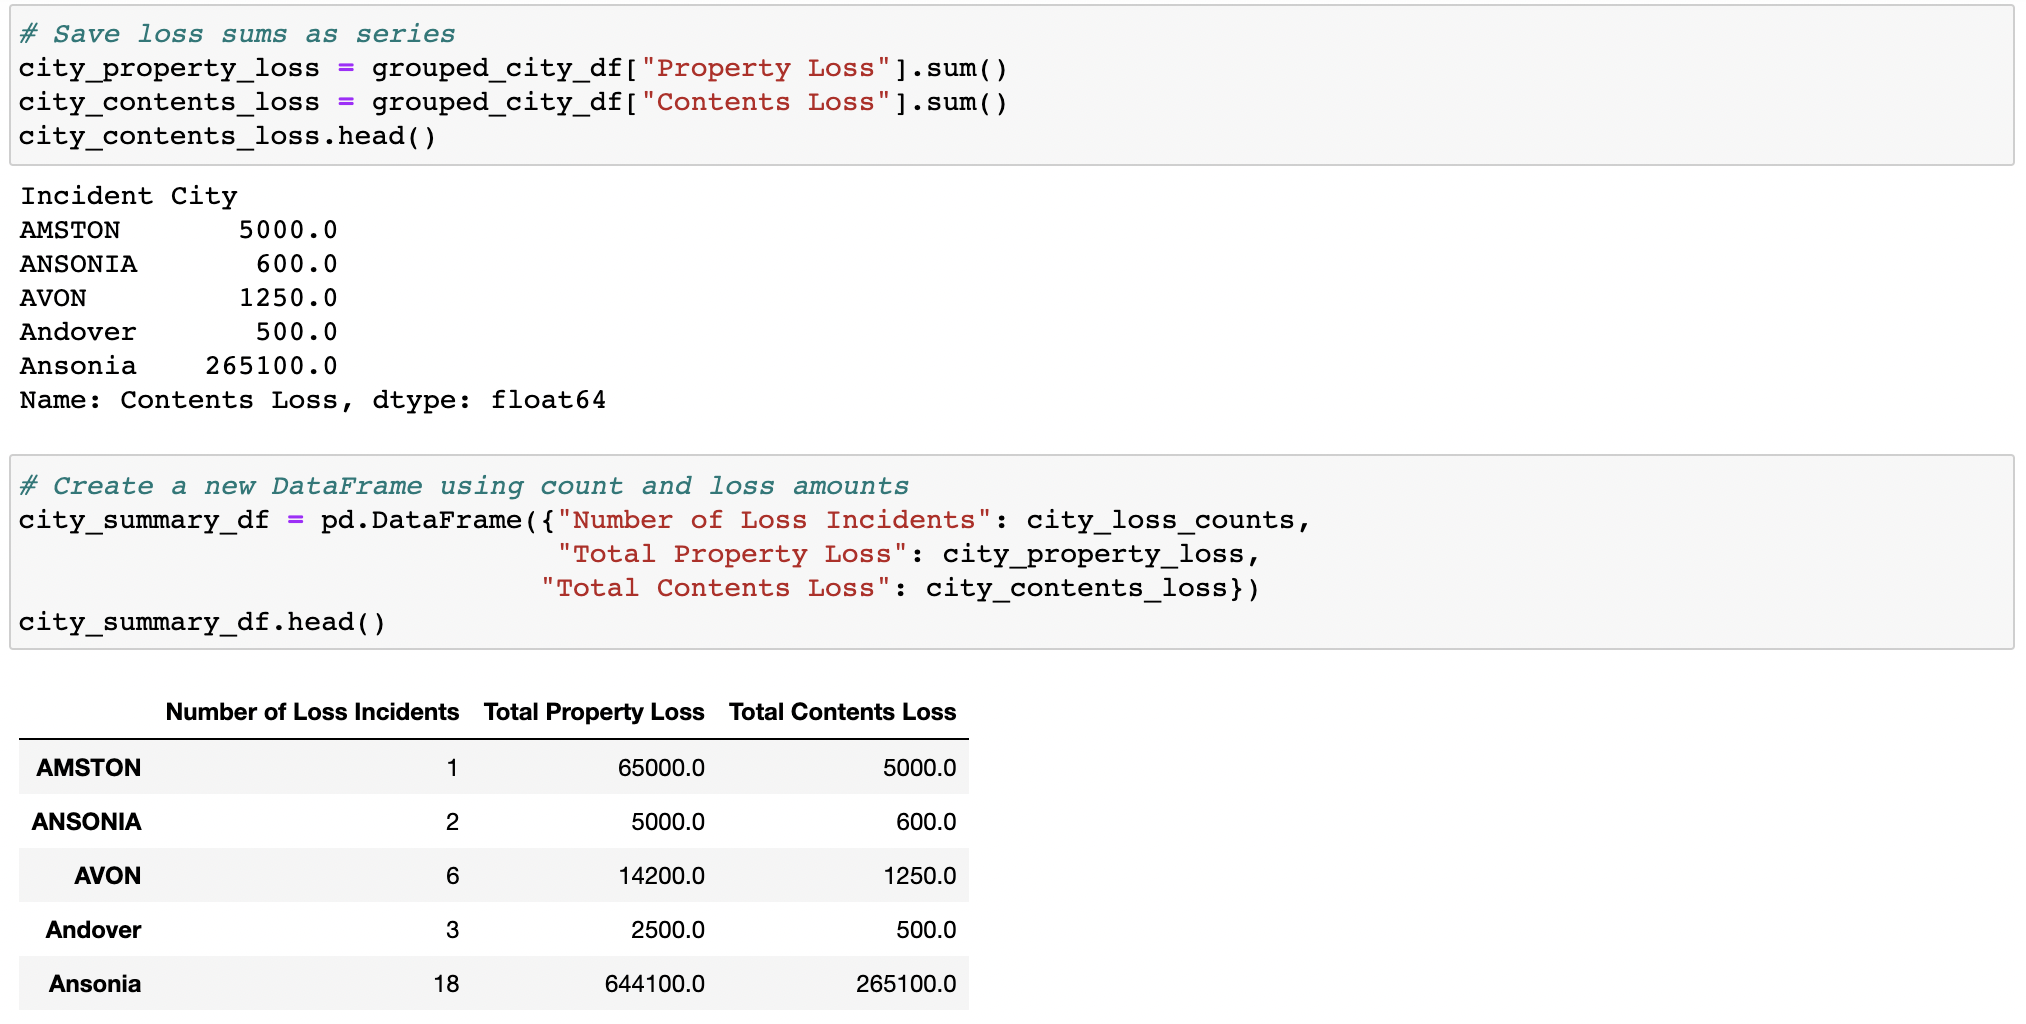 # Save loss sums as series
city_property_loss = grouped_city_df["Property Loss"].sum()
city_contents_loss = grouped_city_df["Contents Loss"].sum()
city_contents_loss.head()
Incident City
AMSTON       5000.0
ANSONIA       600.0
AVON         1250.0
Andover       500.0
Ansonia    265100.0
Name: Contents Loss, dtype: float64
# Create a new DataFrame using count and loss amounts
city_summary_df = pd.DataFrame({"Number of Loss Incidents": city_loss_counts,
                                "Total Property Loss": city_property_loss,
                               "Total Contents Loss": city_contents_loss})
city_summary_df.head()
Number of Loss Incidents Total Property Loss Total Contents Loss
AMSTON 1 65000.0 5000.0
ANSONIA 2 5000.0 600.0
AVON 6 14200.0 1250.0
Andover 3 2500.0 500.0
Ansonia 18 644100.0 265100.0